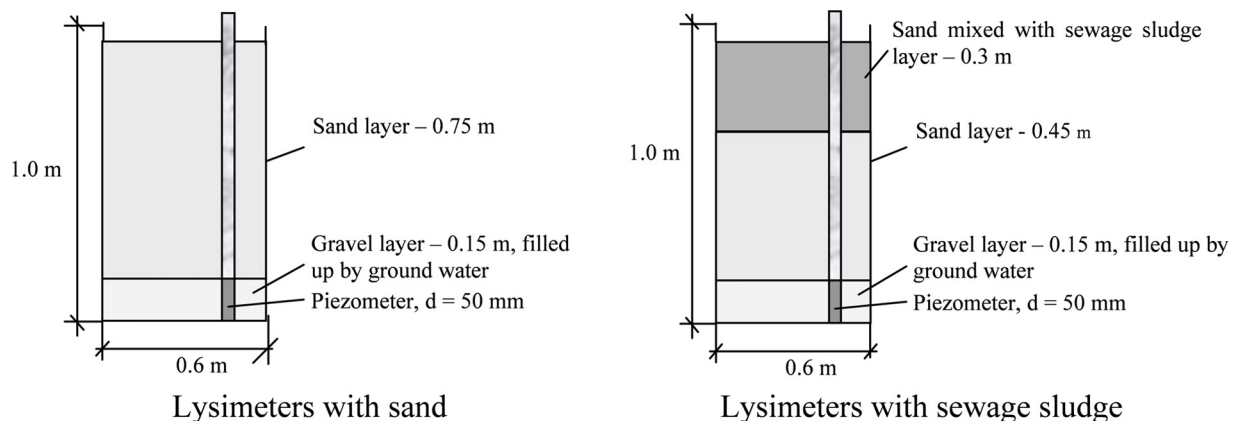 1.0 m
Sand layer – 0.75 m
Gravel layer – 0.15 m, filled
up by ground water
Piezometer, d = 50 mm
0.6 m
Lysimeters with sand
1.0 m
Sand mixed with sewage sludge
layer – 0.3 m
Sand layer - 0.45 m
Gravel layer – 0.15 m, filled up by
ground water
Piezometer, d = 50 mm
0.6 m
Lysimeters with sewage sludge